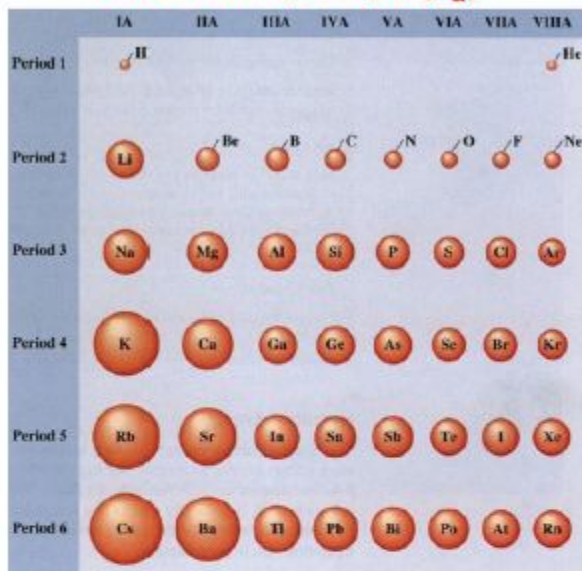 IA IIA IIIA IVA VA VIA VIIA VIIIA
Period 1 H He
Period 2 Li Be B C N O F Ne
Period 3 Na Mg Al Si P S Cl Ar
Period 4 K Ca Ga Ge As Se Br Kr
Period 5 Rb Sr In Sn Sb Te I Xe
Period 6 Cs Ba Tl Pb Bi Po At Rn